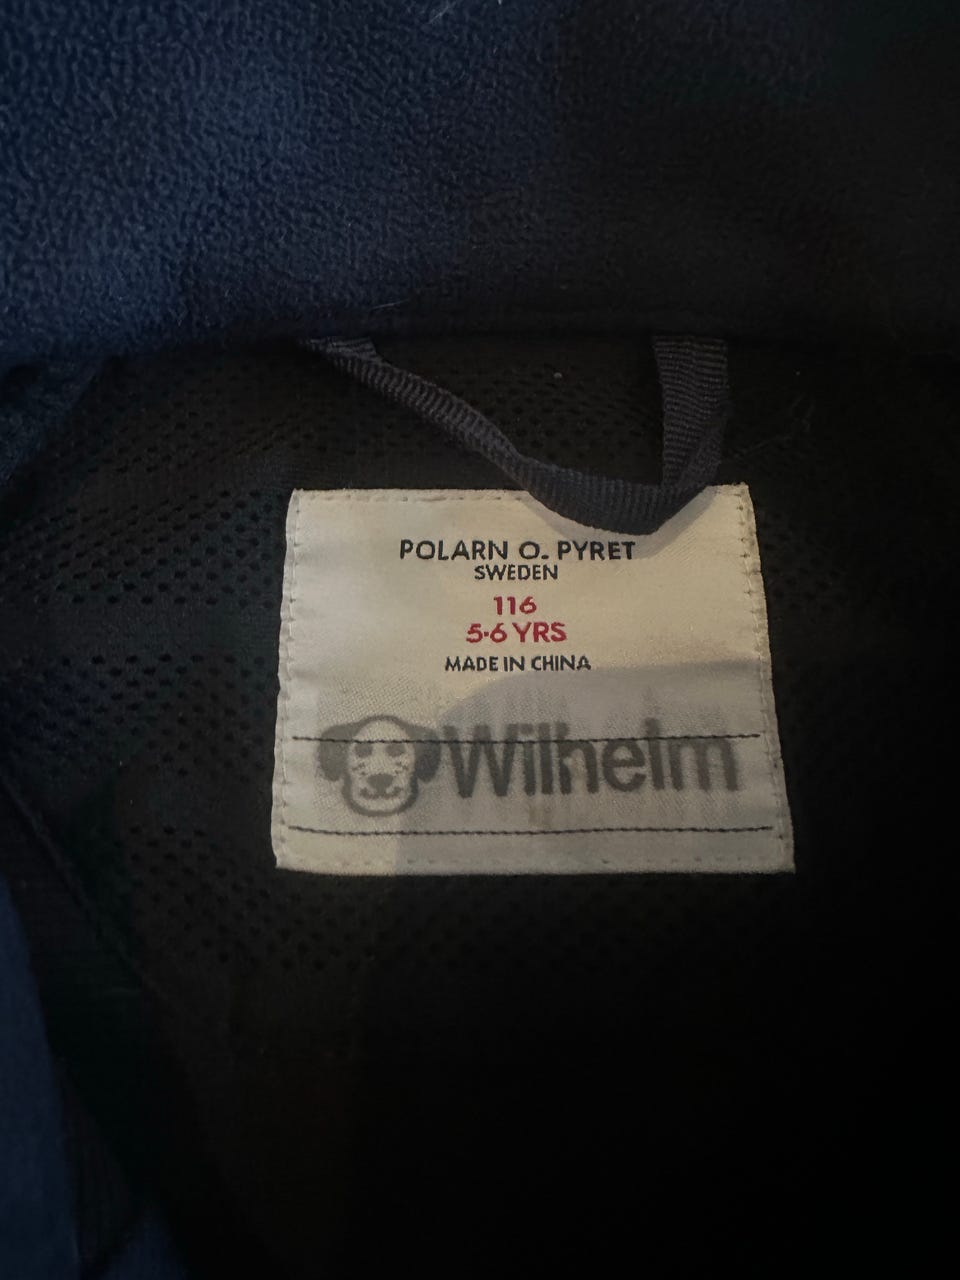 POLARN O. PYRET
SWEDEN
116
5-6 YRS
MADE IN CHINA
Wilhelm